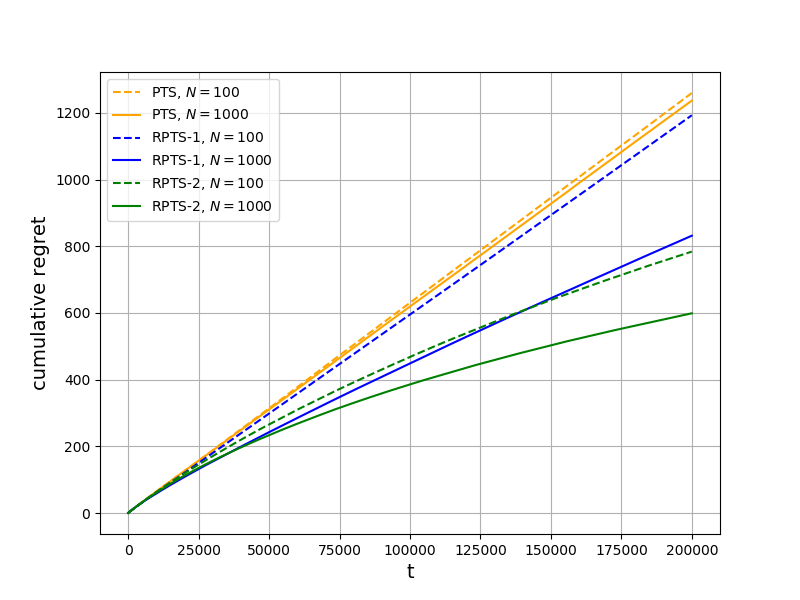 PTS, N = 100
PTS, N = 1000
RPTS-1, N = 100
RPTS-1, N = 1000
RPTS-2, N = 100
RPTS-2, N = 1000
1200
1000
800
600
400
200
0
cumulative regret
0 25000 50000 75000 100000 125000 150000 175000 200000
t